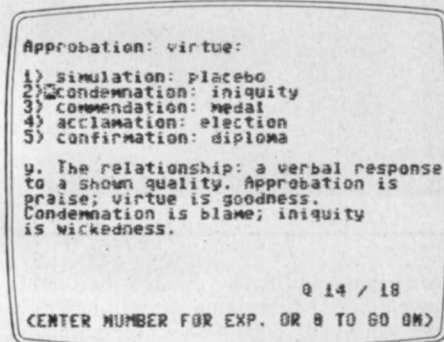 Approbation: virtue:
1) simulation: placebo
2) condemnation: iniquity
3) commendation: medal
4) acclamation: election
5) confirmation: diploma
y. The relationship: a verbal response
to a shown quality. Approbation is
praise; virtue is goodness.
Condemnation is blame; iniquity
is wickedness.
Q 14 / 18
<ENTER NUMBER FOR EXP. OR 0 TO GO ON>